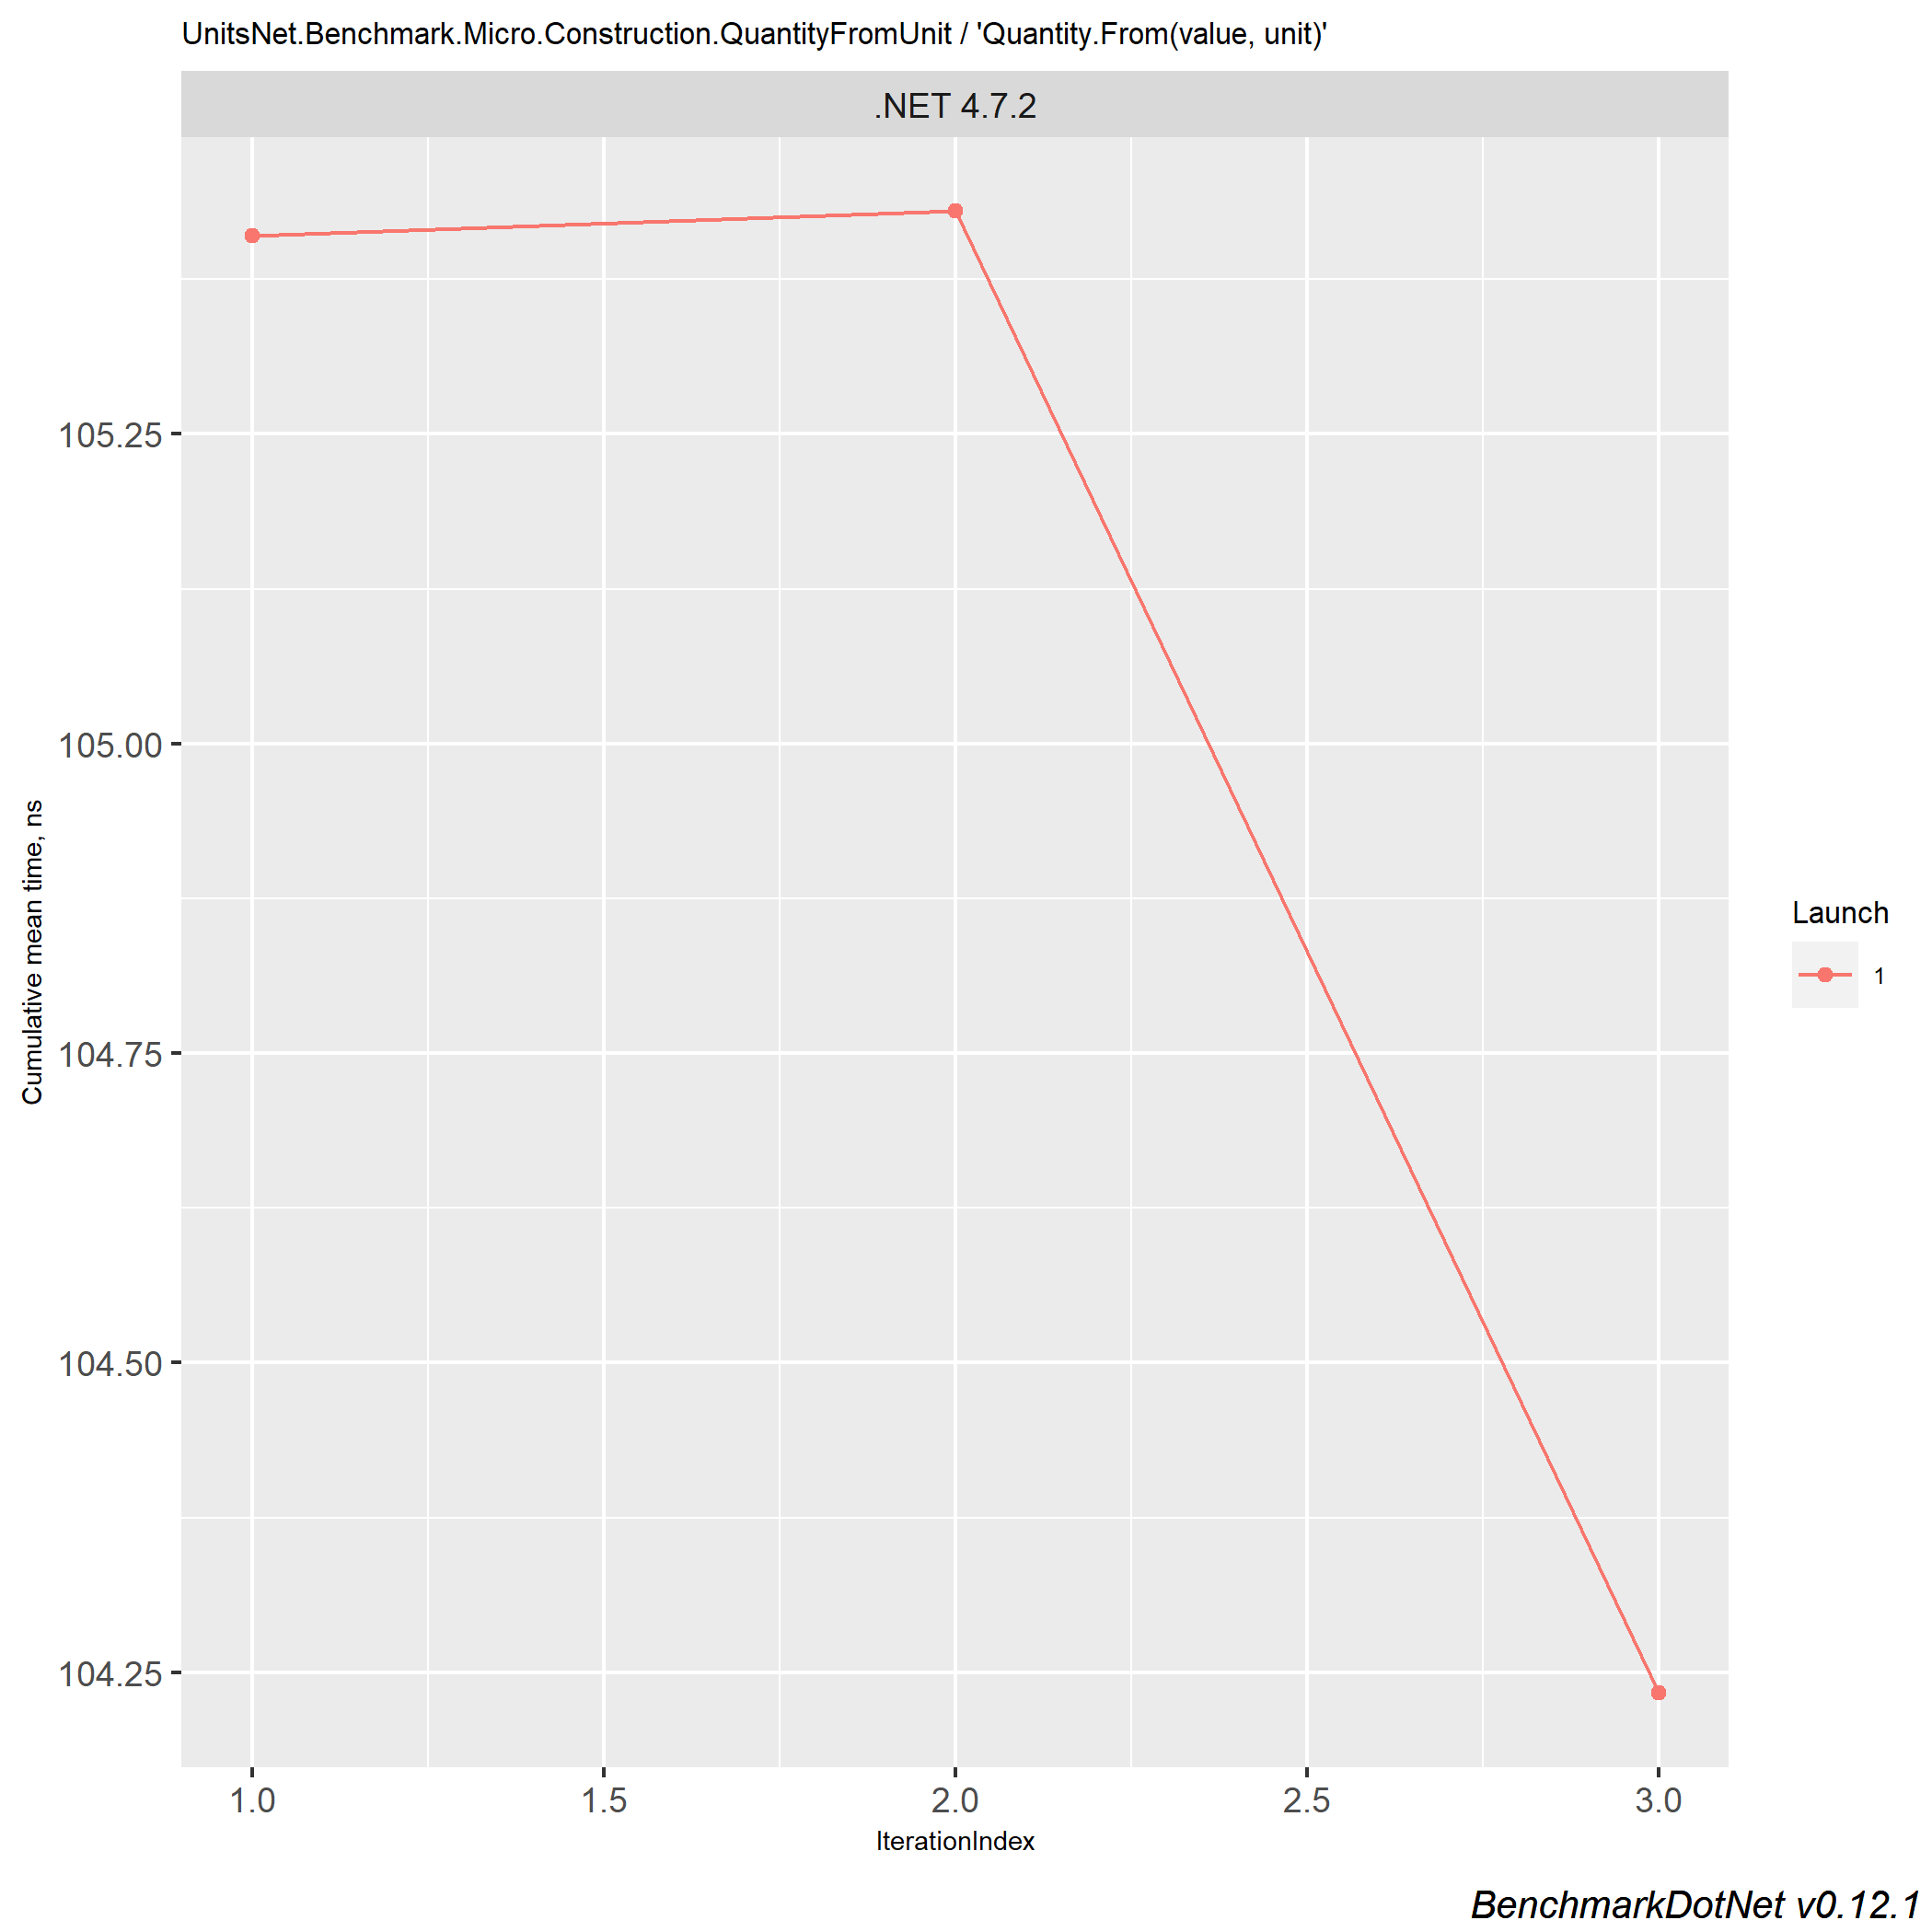 UnitsNet.Benchmark.Micro.Construction.QuantityFromUnit / 'Quantity.From(value, unit)'
.NET 4.7.2
105.25
105.00
104.75
104.50
104.25
Cumulative mean time, ns
1.0 1.5 2.0 2.5 3.0
IterationIndex
Launch
1
BenchmarkDotNet v0.12.1